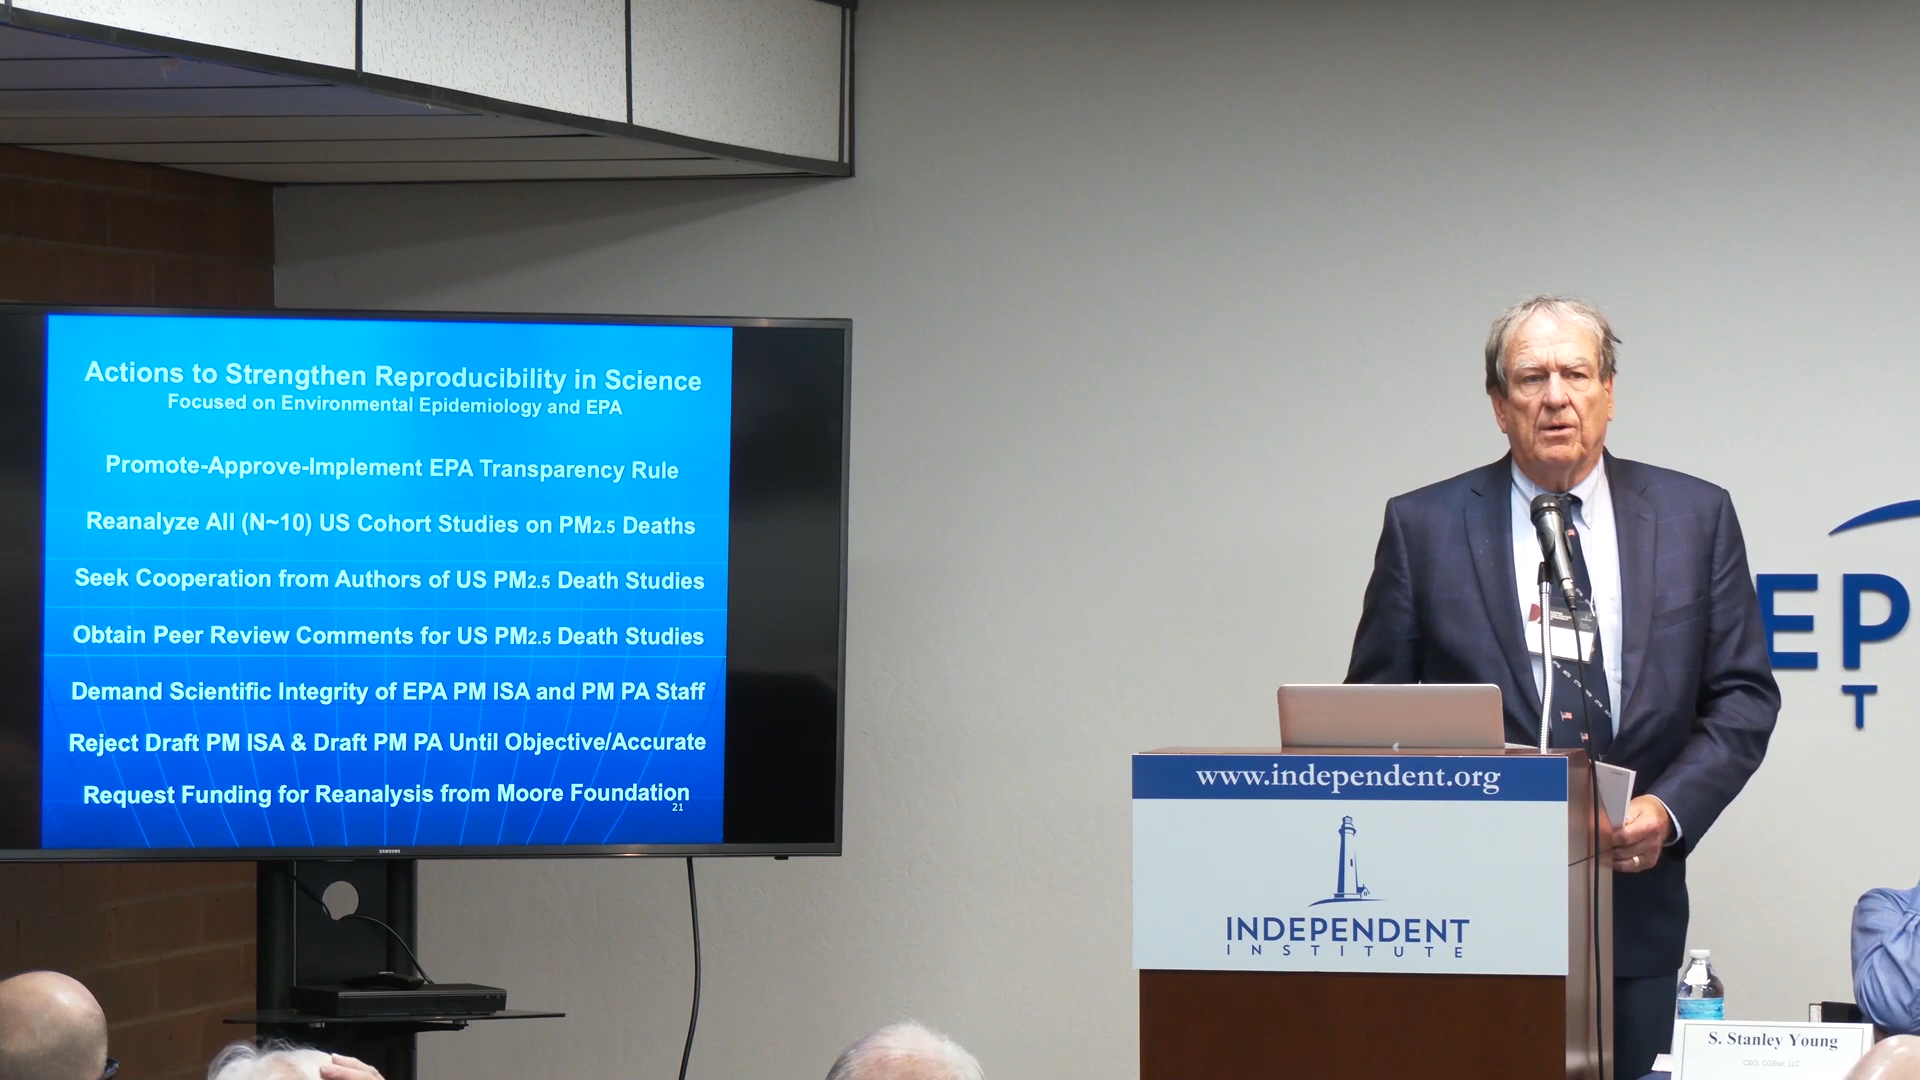 Actions to Strengthen Reproducibility in Science
Focused on Environmental Epidemiology and EPA
Promote-Approve-Implement EPA Transparency Rule
Reanalyze All (N~10) US Cohort Studies on PM2.5 Deaths
Seek Cooperation from Authors of US PM2.5 Death Studies
Obtain Peer Review Comments for US PM2.5 Death Studies
Demand Scientific Integrity of EPA PM ISA and PM PA Staff
Reject Draft PM ISA & Draft PM PA Until Objective/Accurate
Request Funding for Reanalysis from Moore Foundation
21
SAMSUNG
EP
T
www.independent.org
INDEPENDENT
INSTITUTE
S. Stanley Young